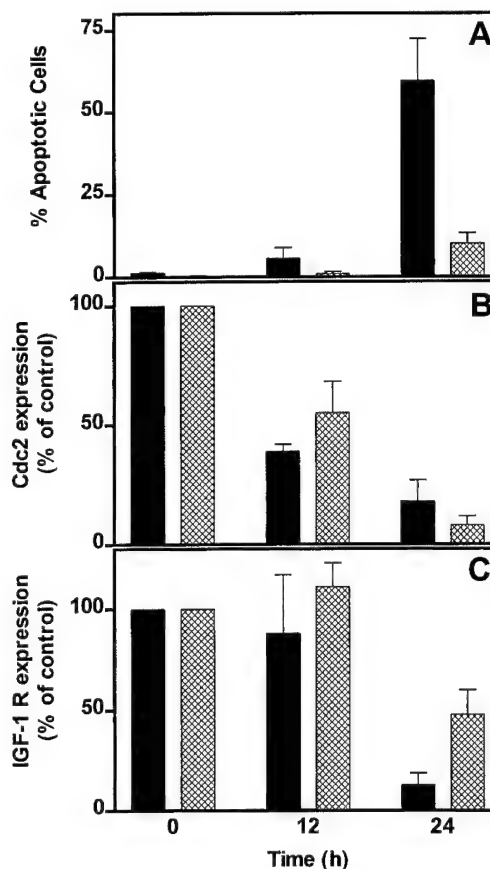 A
75
50
25
0
% Apoptotic Cells
B
100
50
0
Cdc2 expression
(% of control)
C
100
50
0
IGF-1 R expression
(% of control)
0 12 24
Time (h)